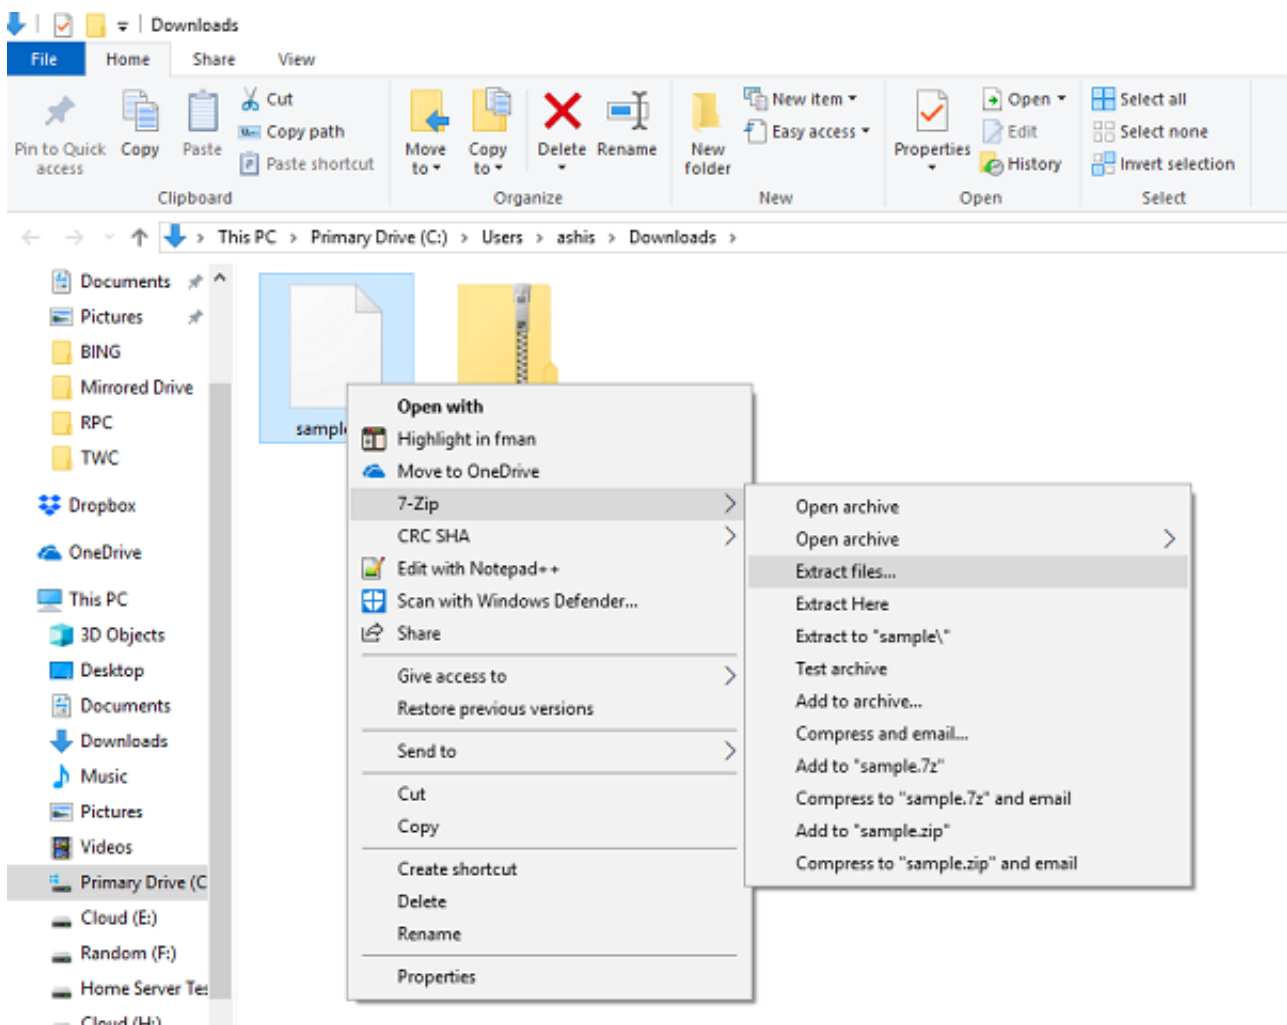 Downloads
File Home Share View
Pin to Quick access
Copy
Paste
Cut
Copy path
Paste shortcut
Clipboard
Move to
Copy to
Delete
Rename
Organize
New folder
New item
Easy access
New
Properties
Open
Edit
History
Open
Select all
Select none
Invert selection
Select
This PC > Primary Drive (C:) > Users > ashis > Downloads >
Documents
Pictures
BING
Mirrored Drive
RPC
TWC
Dropbox
OneDrive
This PC
3D Objects
Desktop
Documents
Downloads
Music
Pictures
Videos
Primary Drive (C
Cloud (E:)
Random (F:)
Home Server Tes
Cloud (H:)
sample
Open with
Highlight in fman
Move to OneDrive
7-Zip
CRC SHA
Edit with Notepad++
Scan with Windows Defender...
Share
Give access to
Restore previous versions
Send to
Cut
Copy
Create shortcut
Delete
Rename
Properties
Open archive
Open archive
Extract files...
Extract Here
Extract to "sample\"
Test archive
Add to archive...
Compress and email...
Add to "sample.7z"
Compress to "sample.7z" and email
Add to "sample.zip"
Compress to "sample.zip" and email